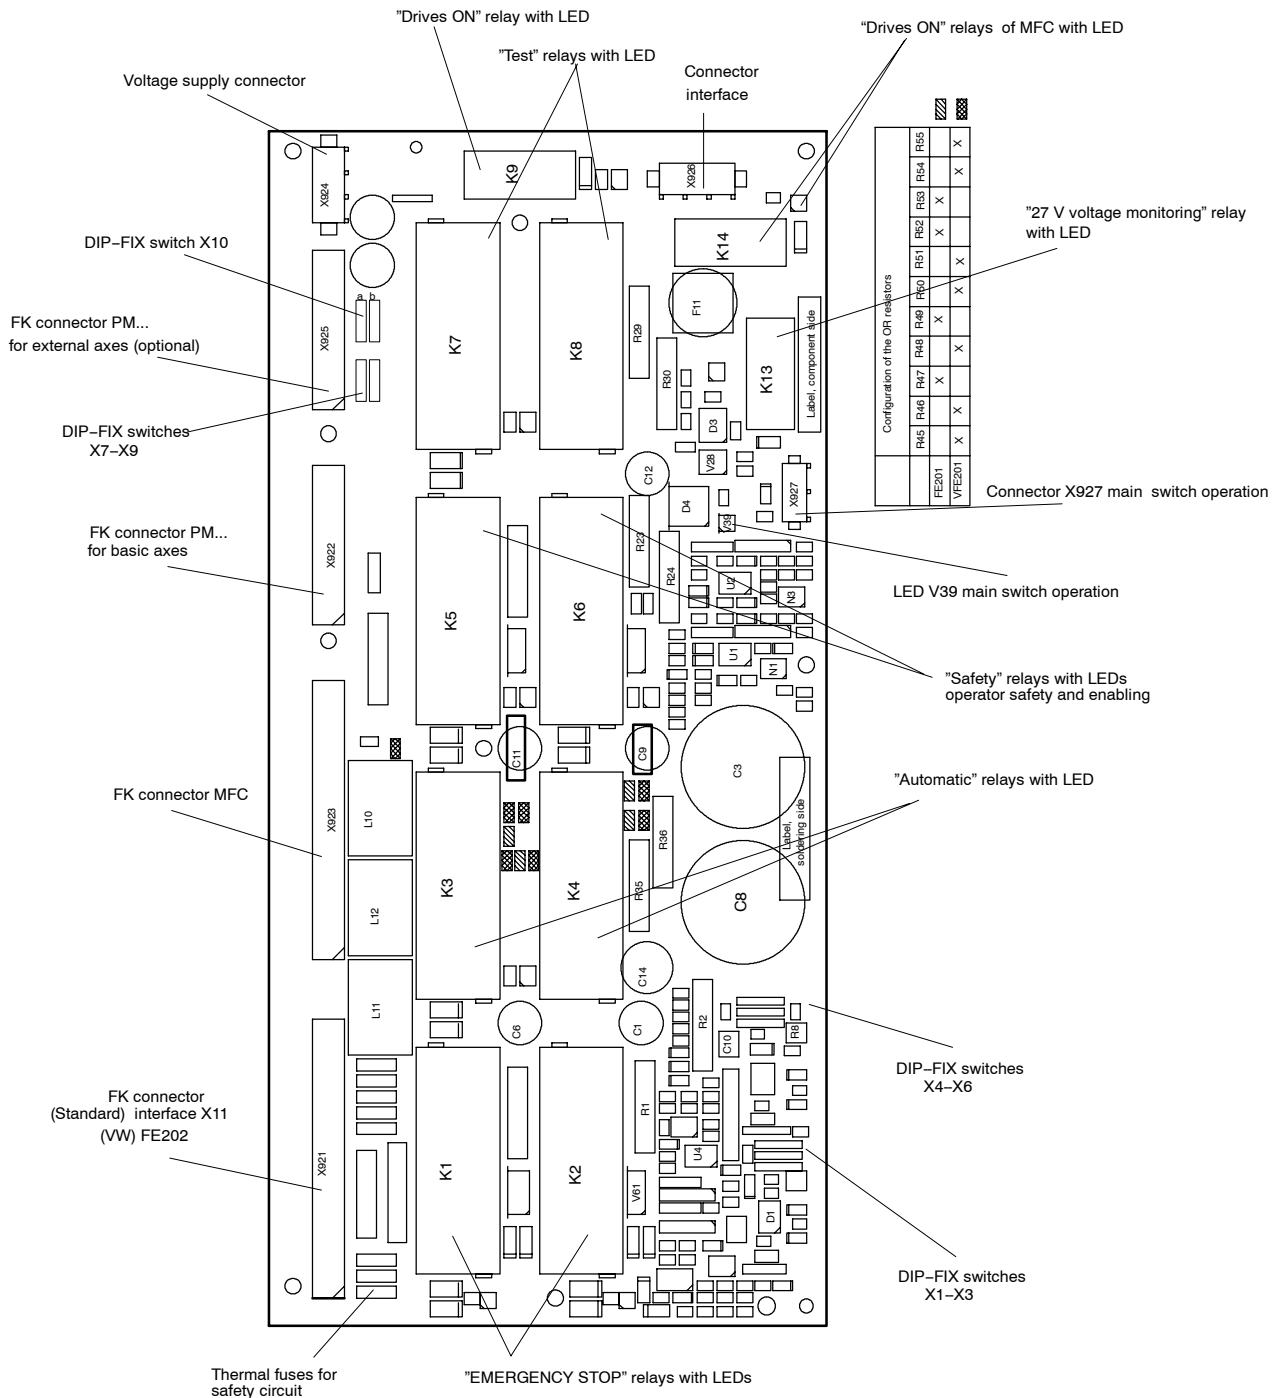 ”Drives ON” relay with LED
“Drives ON” relays of MFC with LED
”Test” relays with LED
Connector
interface
Voltage supply connector
”27 V voltage monitoring” relay
with LED
DIP–FIX switch X10
FK connector PM...
for external axes (optional)
DIP–FIX switches
X7–X9
FK connector PM...
for basic axes
Connector X927 main switch operation
LED V39 main switch operation
”Safety” relays with LEDs
operator safety and enabling
”Automatic” relays with LED
FK connector MFC
DIP–FIX switches
X4–X6
FK connector
(Standard) interface X11
(VW) FE202
DIP–FIX switches
X1–X3
Thermal fuses for
safety circuit
”EMERGENCY STOP” relays with LEDs
X924
K9
X926
K14
F11
a b
X925
K7
K8
R29
R30
K13
Label, component side
D3
V28
C12
D4
V39
X927
X922
K5
K6
R23
R24
U2
N3
U1
N1
C11
C9
C3
X923
L10
L12
L11
K3
K4
R36
R35
Label,
soldering side
C8
C14
C6
C1
R2
C10
R8
X921
K1
K2
R1
U4
V61
D1
Configuration of the OR resistors
R45 R46 R47 R48 R49 R50 R51 R52 R53 R54 R55
FE201 X X X X
VFE201 X X X X X X X